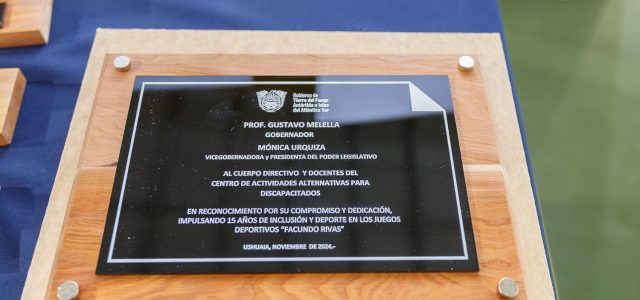 Gobierno de
Tierra del Fuego
Antártida e Islas
del Atlántico Sur
PROF. GUSTAVO MELELLA
GOBERNADOR
MÓNICA URQUIZA
VICEGOBERNADORA y PRESIDENTA DEL PODER LEGISLATIVO
AL CUERPO DIRECTIVO Y DOCENTES DEL
CENTRO DE ACTIVIDADES ALTERNATIVAS PARA
DISCAPACITADOS
EN RECONOCIMIENTO POR SU COMPROMISO Y DEDICACIÓN,
IMPULSANDO 15 AÑOS DE INCLUSIÓN Y DEPORTE EN LOS JUEGOS
DEPORTIVOS "FACUNDO RIVAS"
USHUAIA, NOVIEMBRE DE 2024.-